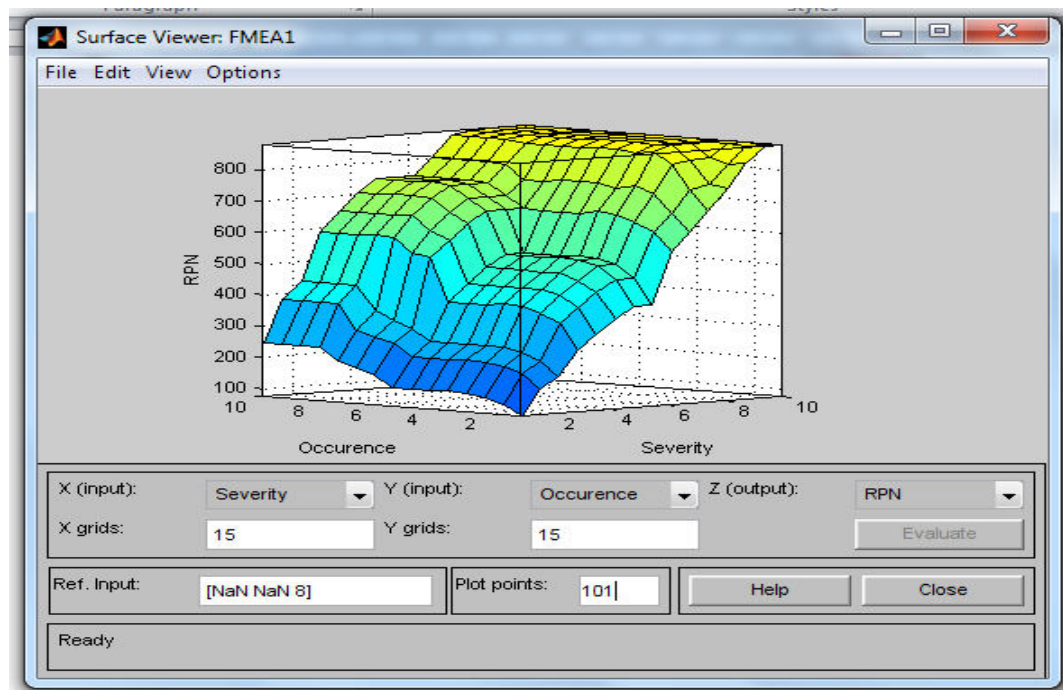 Paragraph
Styles
Surface Viewer: FMEA1
File Edit View Options
800
700
600
500
400
300
200
100
RPN
10 8 6 4 2
2 4 6 8 10
Occurence
Severity
X (input): Severity Y (input): Occurence Z (output): RPN
X grids: 15 Y grids: 15 Evaluate
Ref. Input: [NaN NaN 8] Plot points: 101 Help Close
Ready